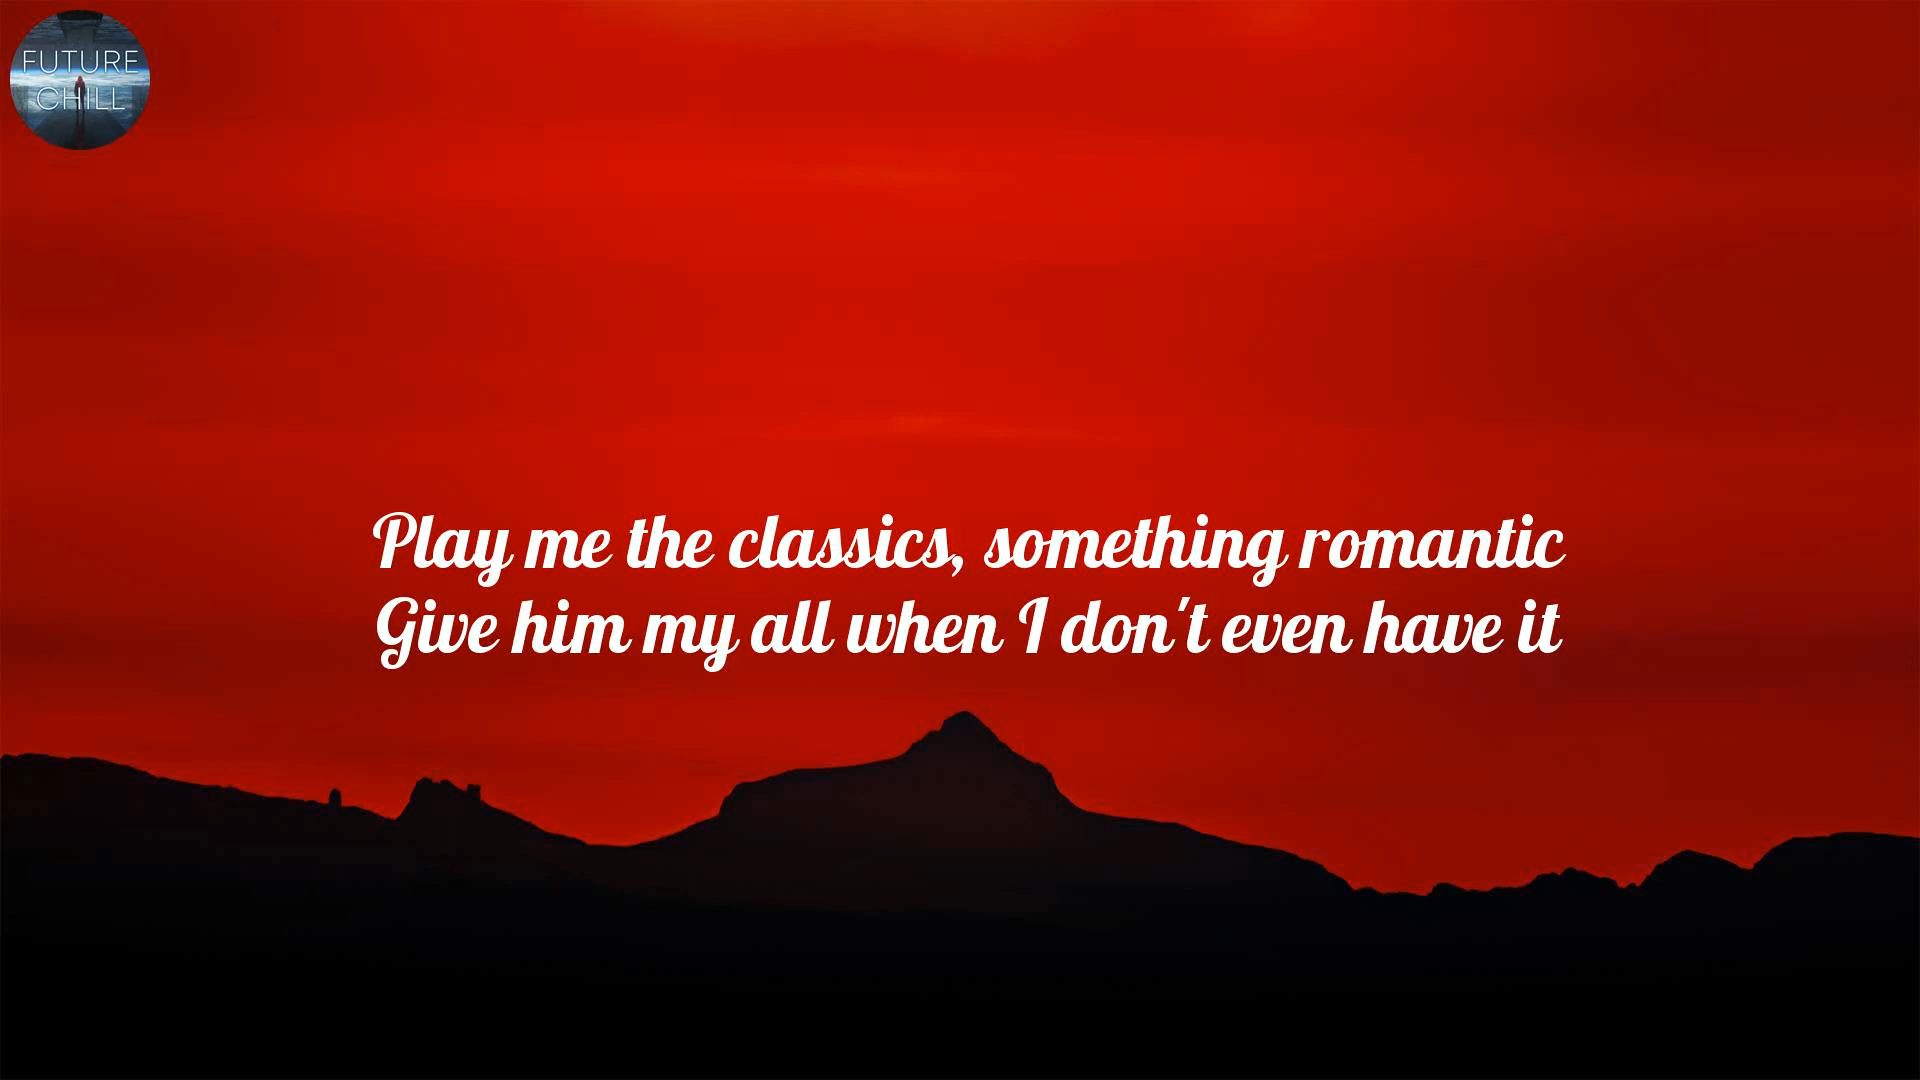 FUTURE
CHILL
Play me the classics, something romantic
Give him my all when I don't even have it